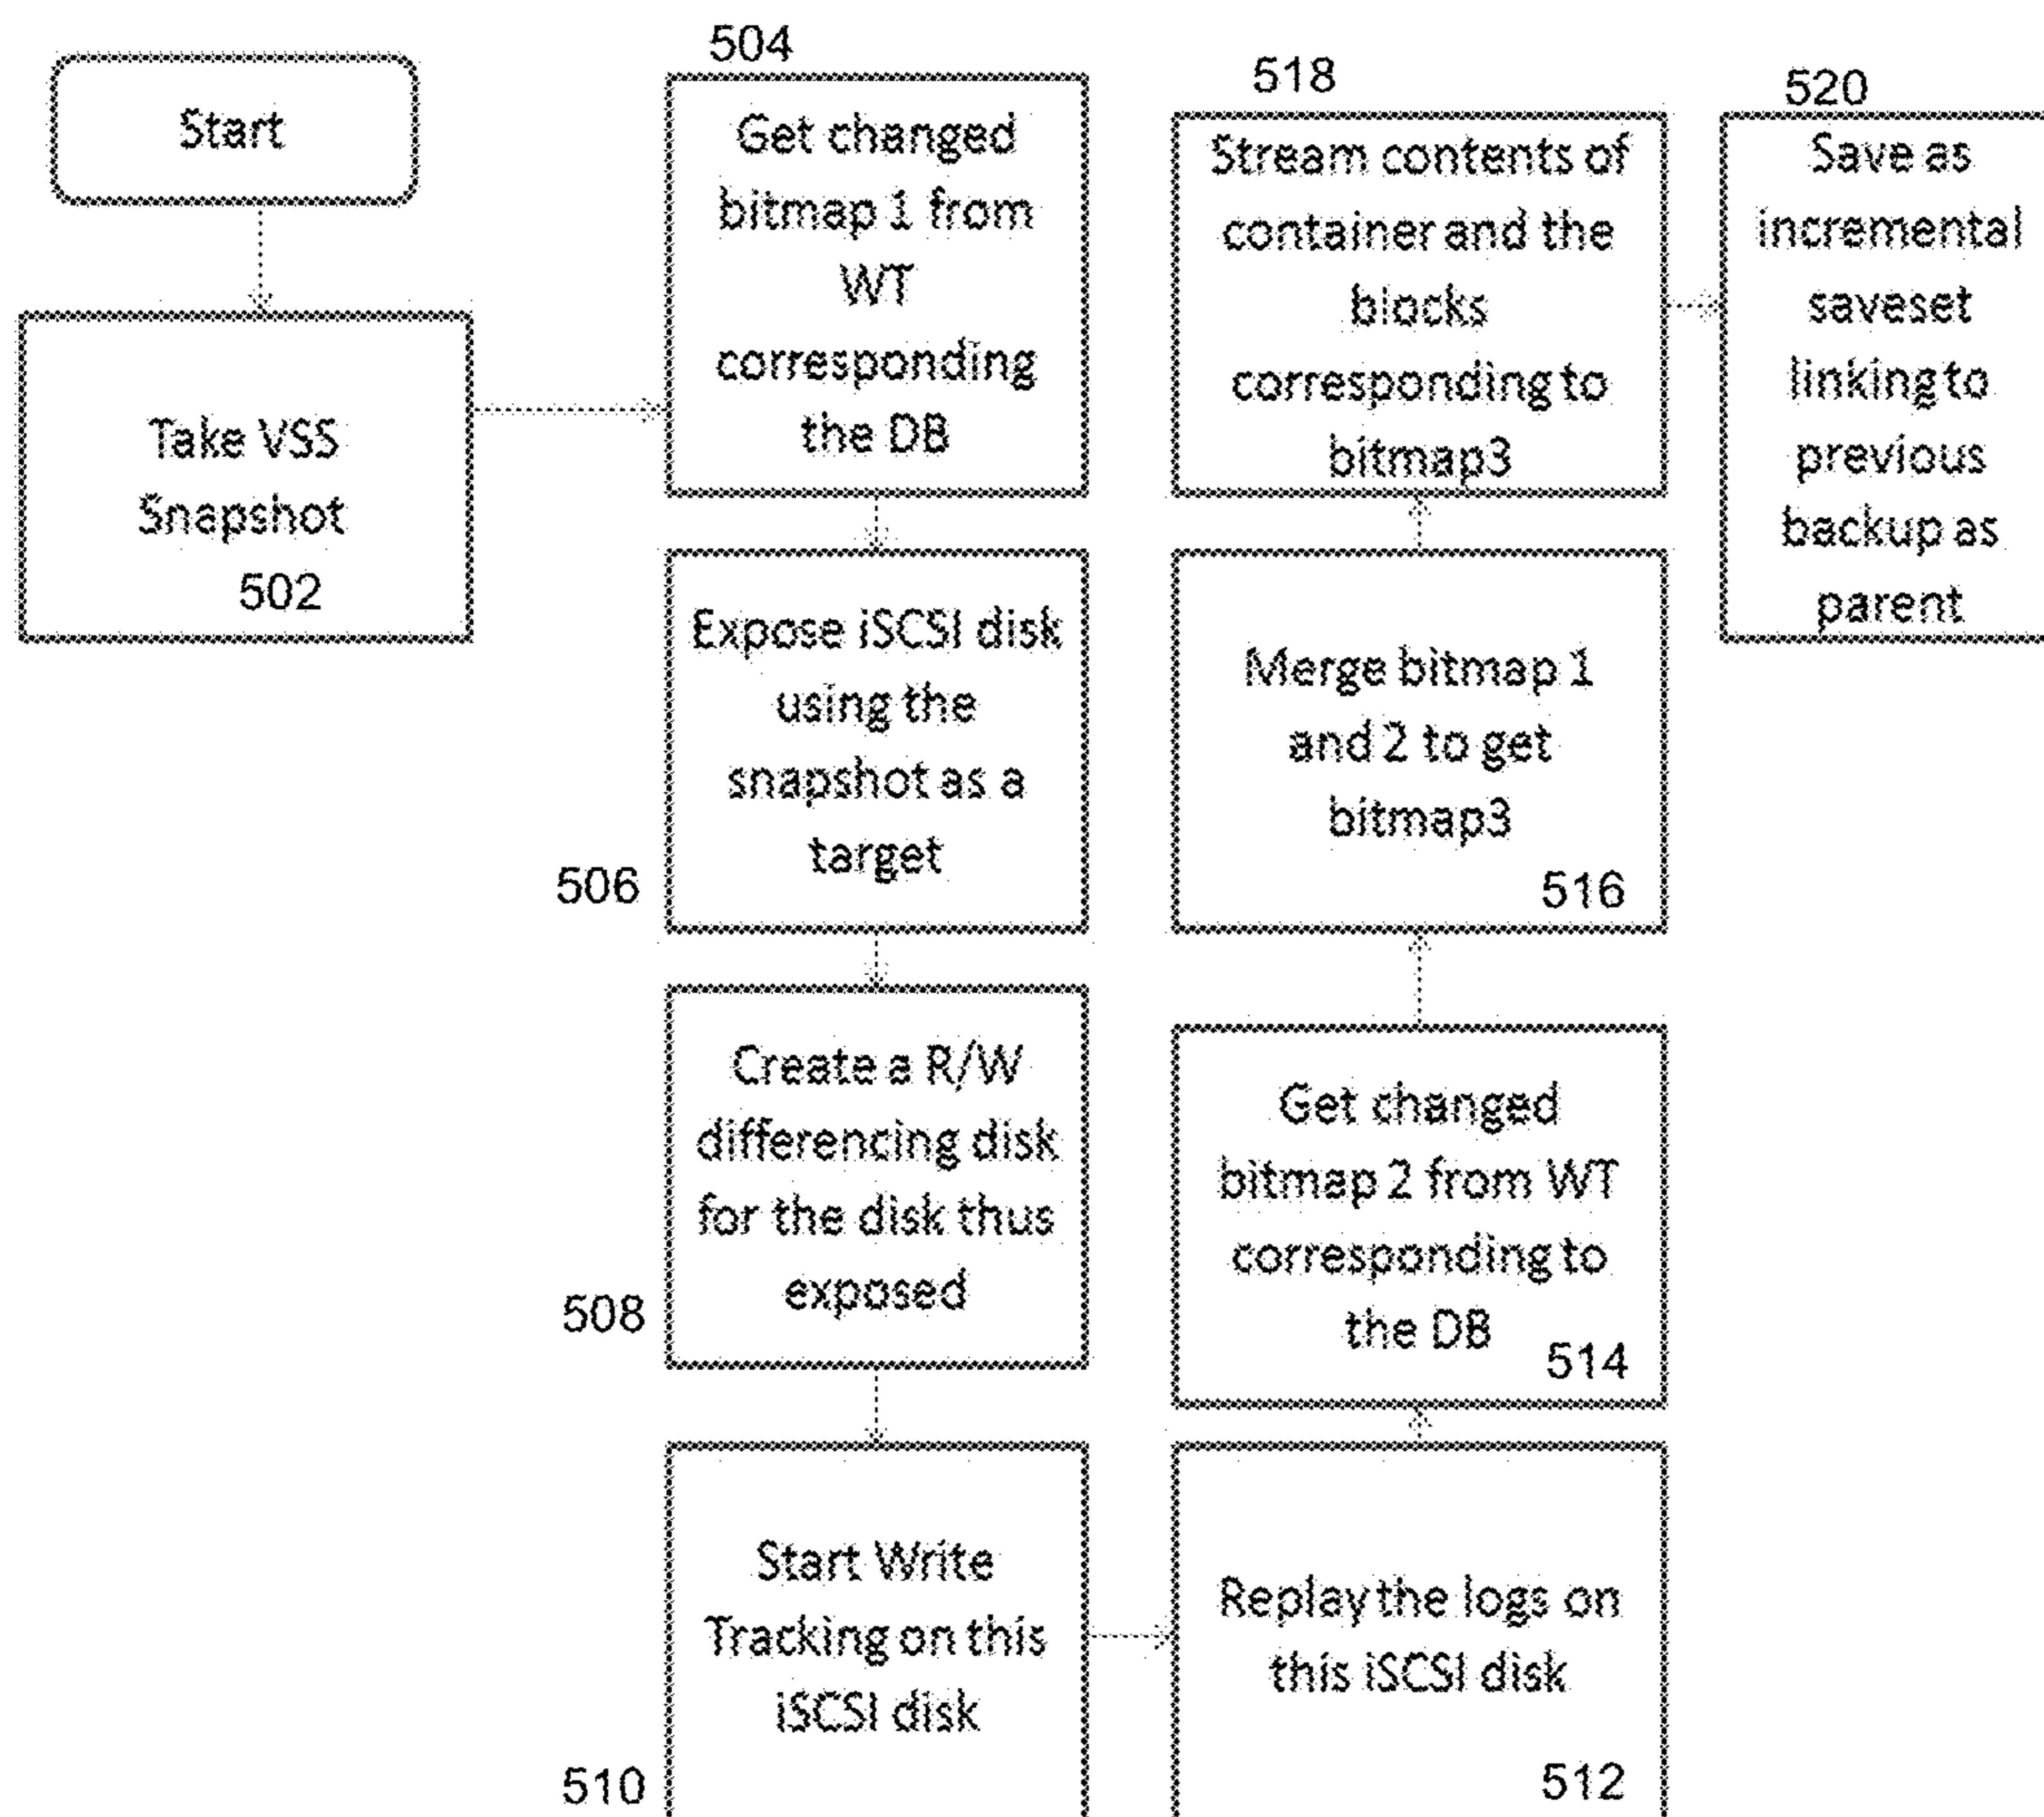 Start
Take VSS
Snapshot
502
504
Get changed
bitmap 1 from
WT
corresponding
the DB
Expose iSCSI disk
using the
snapshot as a
target
506
Create a R/W
differencing disk
for the disk thus
exposed
508
Start Write
Tracking on this
iSCSI disk
510
Replay the logs on
this iSCSI disk
512
Get changed
bitmap 2 from WT
corresponding to
the DB
514
Merge bitmap 1
and 2 to get
bitmap3
516
518
Stream contents of
container and the
blocks
corresponding to
bitmap3
520
Save as
incremental
saveset
linking to
previous
backup as
parent